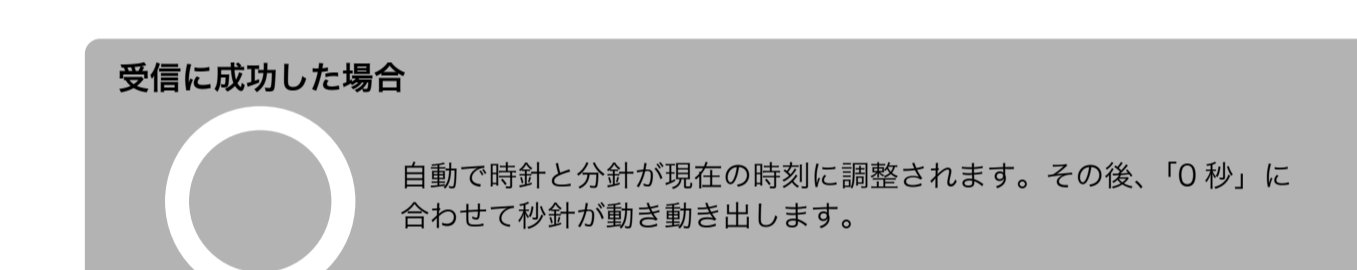 受信に成功した場合
自動で時針と分針が現在の時刻に調整されます。その後、「0 秒」に
合わせて秒針が動き動き出します。